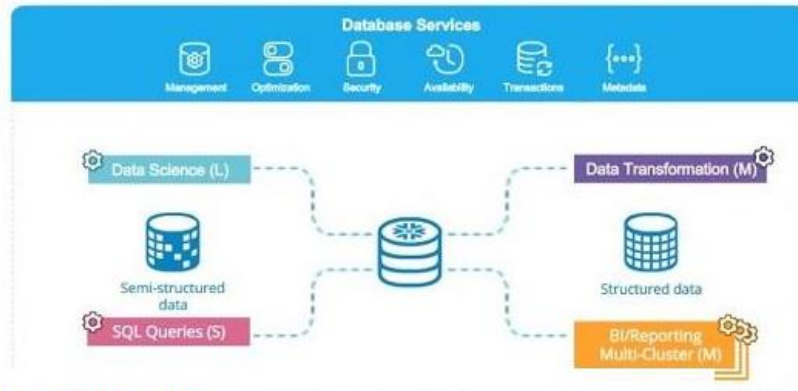 Database Services
Management Optimization Security Availability Transactions Metadata
Data Science (L)
Data Transformation (M)
Semi-structured
data
Structured data
SQL Queries (S)
BI/Reporting
Multi-Cluster (M)